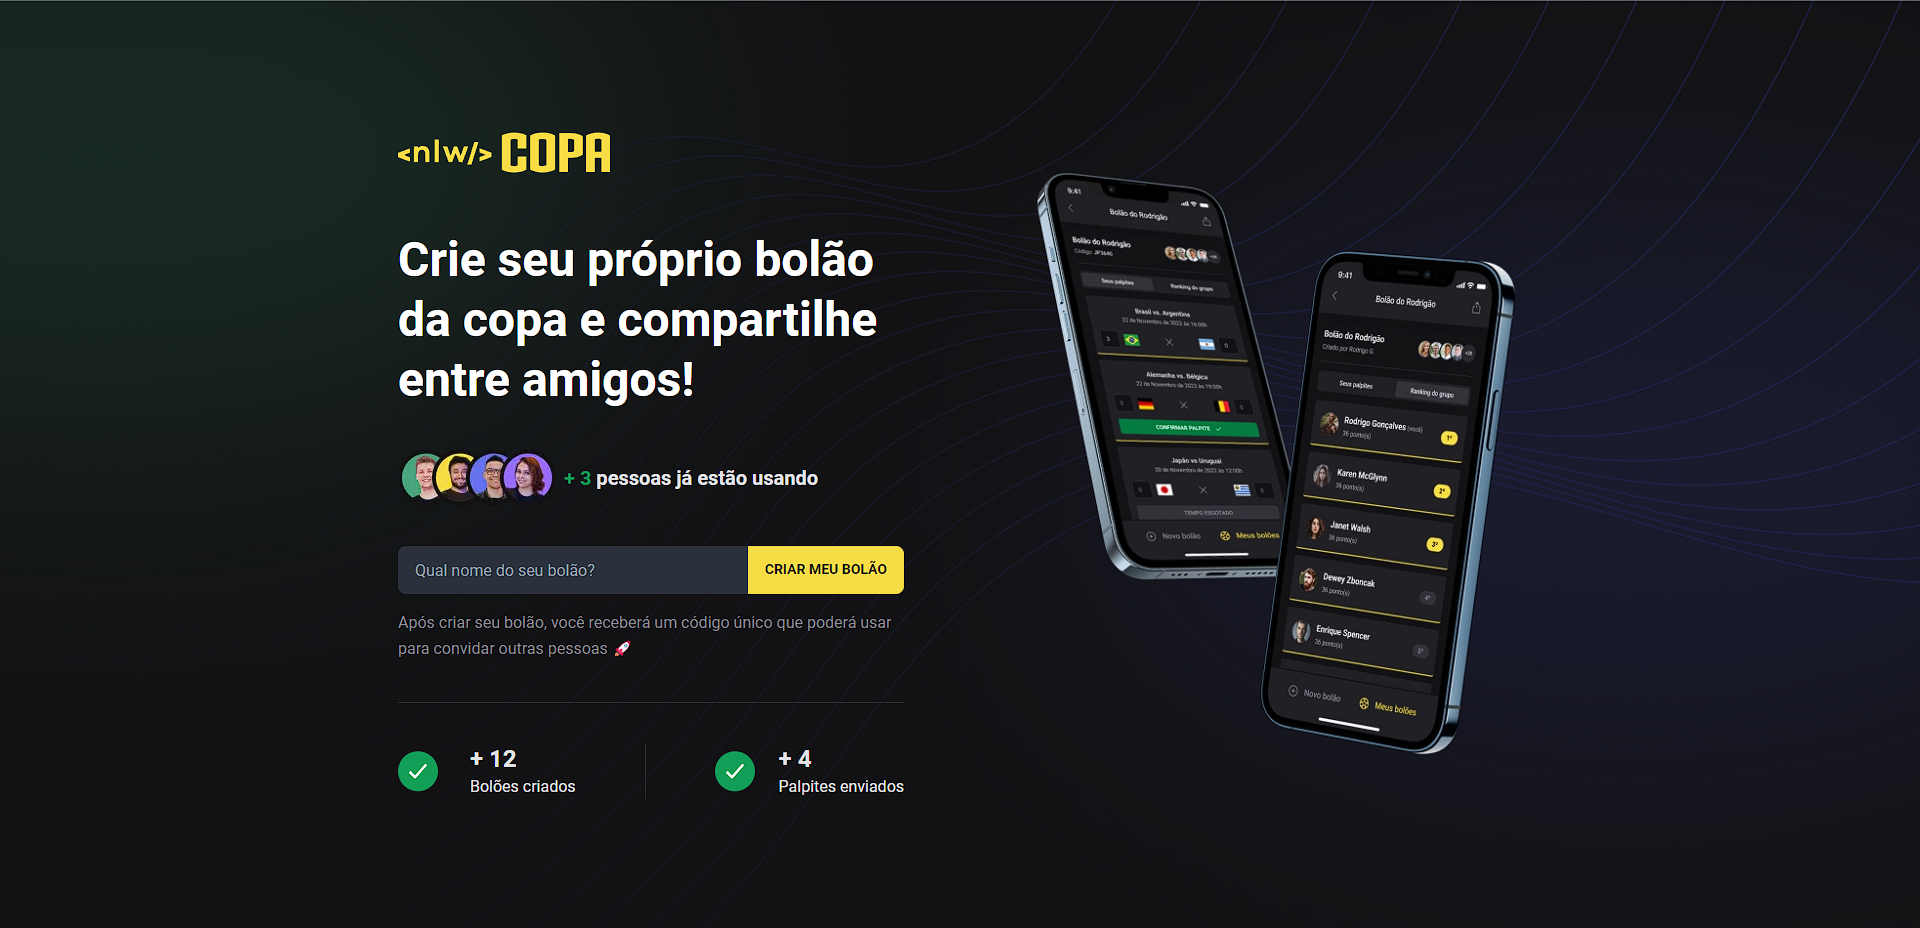 <nlw/> COPA
Crie seu próprio bolão
da copa e compartilhe
entre amigos!
+ 3 pessoas já estão usando
Qual nome do seu bolão?
CRIAR MEU BOLÃO
Após criar seu bolão, você receberá um código único que poderá usar
para convidar outras pessoas 🚀
+ 12
Bolões criados
+ 4
Palpites enviados
9:41
Bolão do Rodrigão
Bolão do Rodrigão
Código: JP3640
Seus palpites
Ranking do grupo
Brasil vs. Argentina
22 de Novembro de 2022 às 16:00h
3
0
Alemanha vs. Bélgica
22 de Novembro de 2022 às 19:00h
0
0
CONFIRMAR PALPITE
Japão vs Uruguai
20 de Novembro de 2022 às 12:00h
0
0
TEMPO ESGOTADO
Novo bolão
Meus bolões
9:41
Bolão do Rodrigão
Bolão do Rodrigão
Criado por Rodrigo G.
Seus palpites
Ranking do grupo
Rodrigo Gonçalves (você)
36 ponto(s)
1º
Karen McGlynn
36 ponto(s)
2º
Janet Walsh
36 ponto(s)
3º
Dewey Zboncak
36 ponto(s)
4º
Enrique Spencer
36 ponto(s)
5º
Novo bolão
Meus bolões